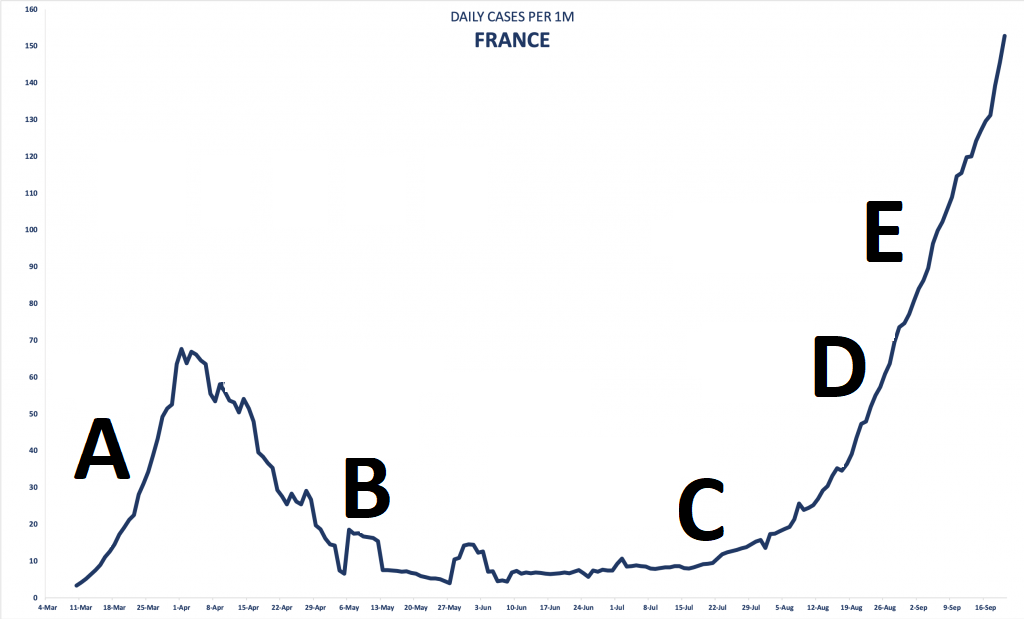 DAILY CASES PER 1M
FRANCE
160
150
140
130
120
110
100
90
80
70
60
50
40
30
20
10
0
A
B
C
D
E
4-Mar 11-Mar 18-Mar 25-Mar 1-Apr 8-Apr 15-Apr 22-Apr 29-Apr 6-May 13-May 20-May 27-May 3-Jun 10-Jun 17-Jun 24-Jun 1-Jul 8-Jul 15-Jul 22-Jul 29-Jul 5-Aug 12-Aug 19-Aug 26-Aug 2-Sep 9-Sep 16-Sep